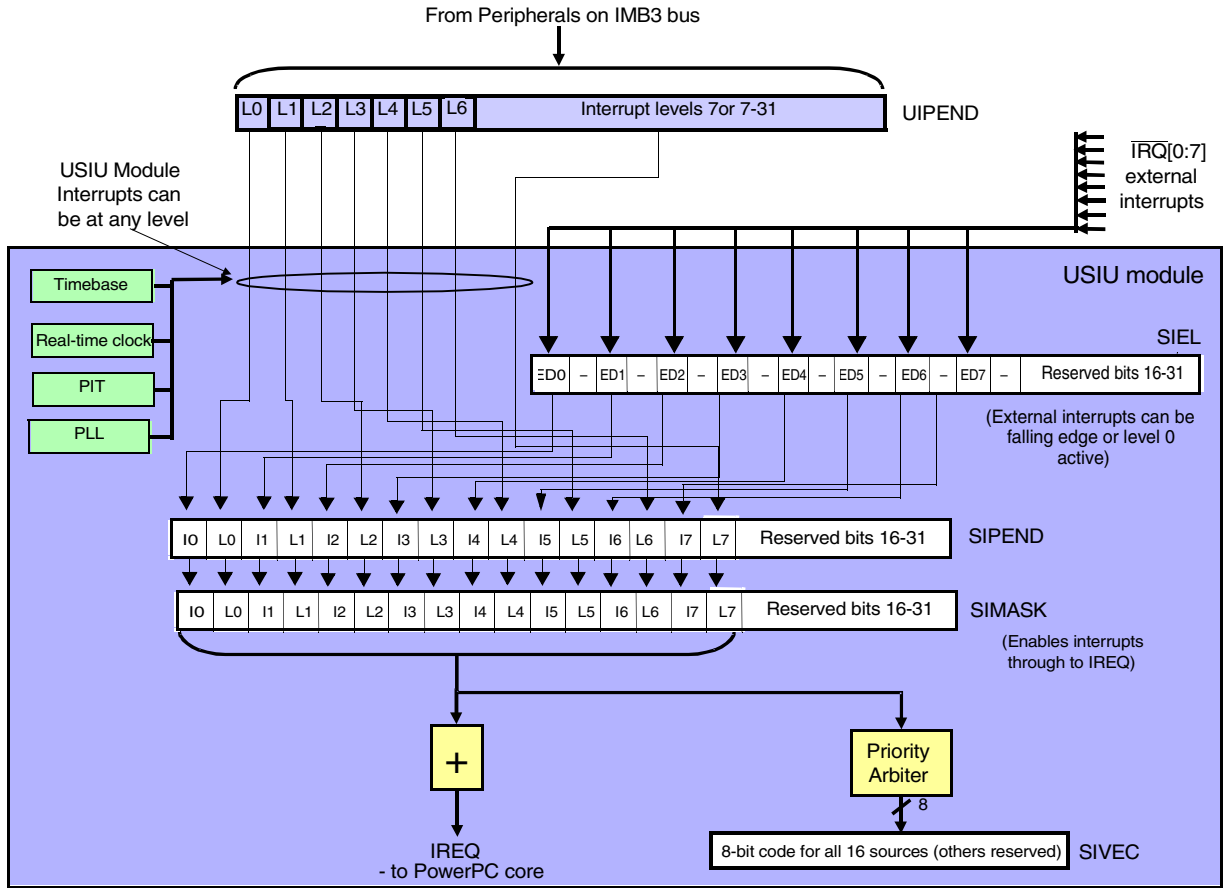 From Peripherals on IMB3 bus
L0 L1 L2 L3 L4 L5 L6 Interrupt levels 7or 7-31
UIPEND
IRQ[0:7]
external
interrupts
USIU Module
Interrupts can
be at any level
USIU module
Timebase
Real-time clock
PIT
PLL
SIEL
ED0 – ED1 – ED2 – ED3 – ED4 – ED5 – ED6 – ED7 – Reserved bits 16-31
(External interrupts can be
falling edge or level 0
active)
I0 L0 I1 L1 I2 L2 I3 L3 I4 L4 I5 L5 I6 L6 I7 L7 Reserved bits 16-31
SIPEND
I0 L0 I1 L1 I2 L2 I3 L3 I4 L4 I5 L5 I6 L6 I7 L7 Reserved bits 16-31
SIMASK
(Enables interrupts
through to IREQ)
+
Priority
Arbiter
8
IREQ
- to PowerPC core
8-bit code for all 16 sources (others reserved)
SIVEC